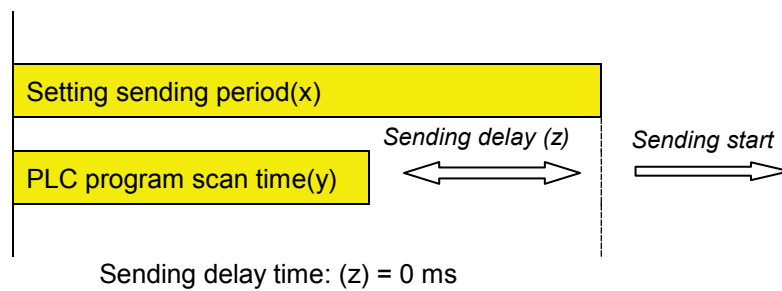 Setting sending period(x)
Sending delay (z)
Sending start
PLC program scan time(y)
Sending delay time: (z) = 0 ms